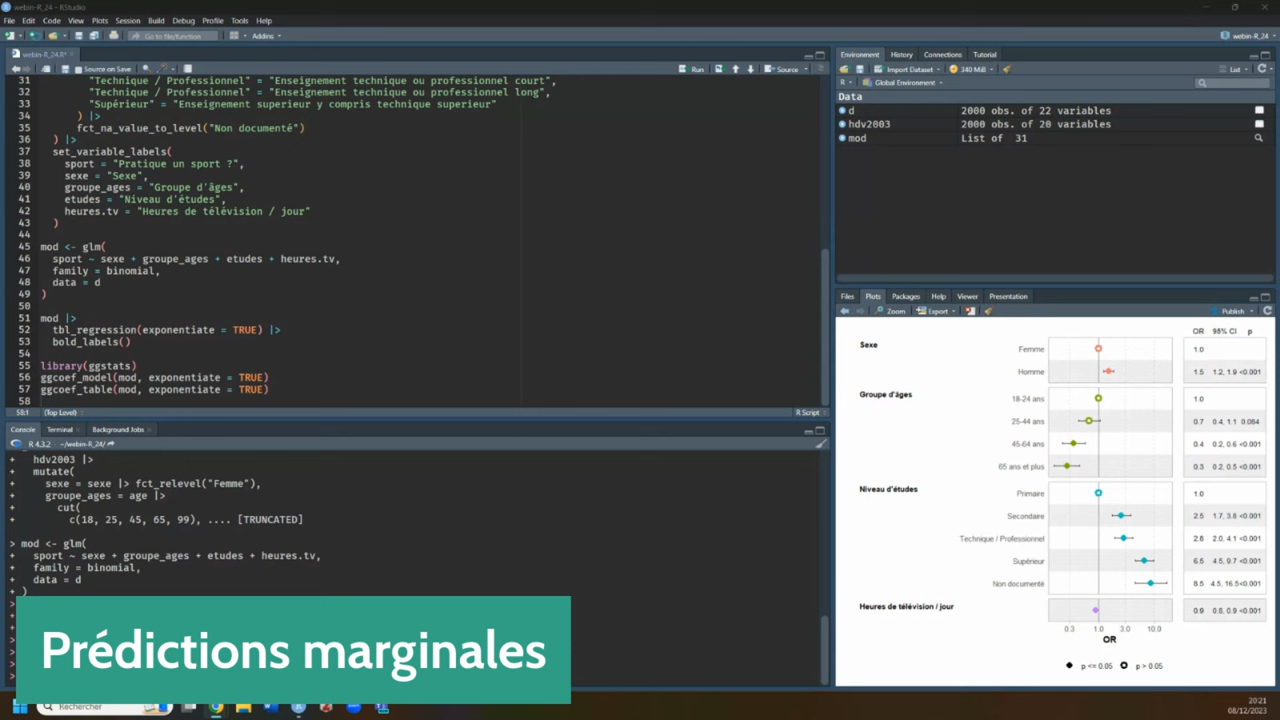 webin-R_24 - RStudio
File Edit Code View Plots Session Build Debug Profile Tools Help
Go to file/function Addins webin-R_24
webin-R_24.R*
Source on Save Run Source
31 "Technique / Professionnel" = "Enseignement technique ou professionnel court",
32 "Technique / Professionnel" = "Enseignement technique ou professionnel long",
33 "Supérieur" = "Enseignement superieur y compris technique superieur"
34 ) |>
35 fct_na_value_to_level("Non documenté")
36 ) |>
37 set_variable_labels(
38 sport = "Pratique un sport ?",
39 sexe = "Sexe",
40 groupe_ages = "Groupe d'âges",
41 etudes = "Niveau d'études",
42 heures.tv = "Heures de télévision / jour"
43 )
44
45 mod <- glm(
46 sport ~ sexe + groupe_ages + etudes + heures.tv,
47 family = binomial,
48 data = d
49 )
50
51 mod |>
52 tbl_regression(exponentiate = TRUE) |>
53 bold_labels()
54
55 library(ggstats)
56 ggcoef_model(mod, exponentiate = TRUE)
57 ggcoef_table(mod, exponentiate = TRUE)
58
58:1 (Top Level) R Script
Console Terminal Background Jobs
R 4.3.2 · ~/webin-R_24/
+ hdv2003 |>
+ mutate(
+ sexe = sexe |> fct_relevel("Femme"),
+ groupe_ages = age |>
+ cut(
+ c(18, 25, 45, 65, 99), .... [TRUNCATED]
> mod <- glm(
+ sport ~ sexe + groupe_ages + etudes + heures.tv,
+ family = binomial,
+ data = d
+ )
Prédictions marginales
Environment History Connections Tutorial
Import Dataset 340 MiB List
R Global Environment
Data
d 2000 obs. of 22 variables
hdv2003 2000 obs. of 20 variables
mod List of 31
Files Plots Packages Help Viewer Presentation
Zoom Export Publish
OR 95% CI p
Sexe
Femme 1.0
Homme 1.5 1.2, 1.9 <0.001
Groupe d'âges
18-24 ans 1.0
25-44 ans 0.7 0.4, 1.1 0.064
45-64 ans 0.4 0.2, 0.6 <0.001
65 ans et plus 0.3 0.2, 0.5 <0.001
Niveau d'études
Primaire 1.0
Secondaire 2.5 1.7, 3.8 <0.001
Technique / Professionnel 2.8 2.0, 4.1 <0.001
Supérieur 6.5 4.5, 9.7 <0.001
Non documenté 8.5 4.5, 16.5 <0.001
Heures de télévision / jour 0.9 0.8, 0.9 <0.001
0.3 1.0 3.0 10.0
OR
p <= 0.05 p > 0.05
Rechercher
20:21
08/12/2023